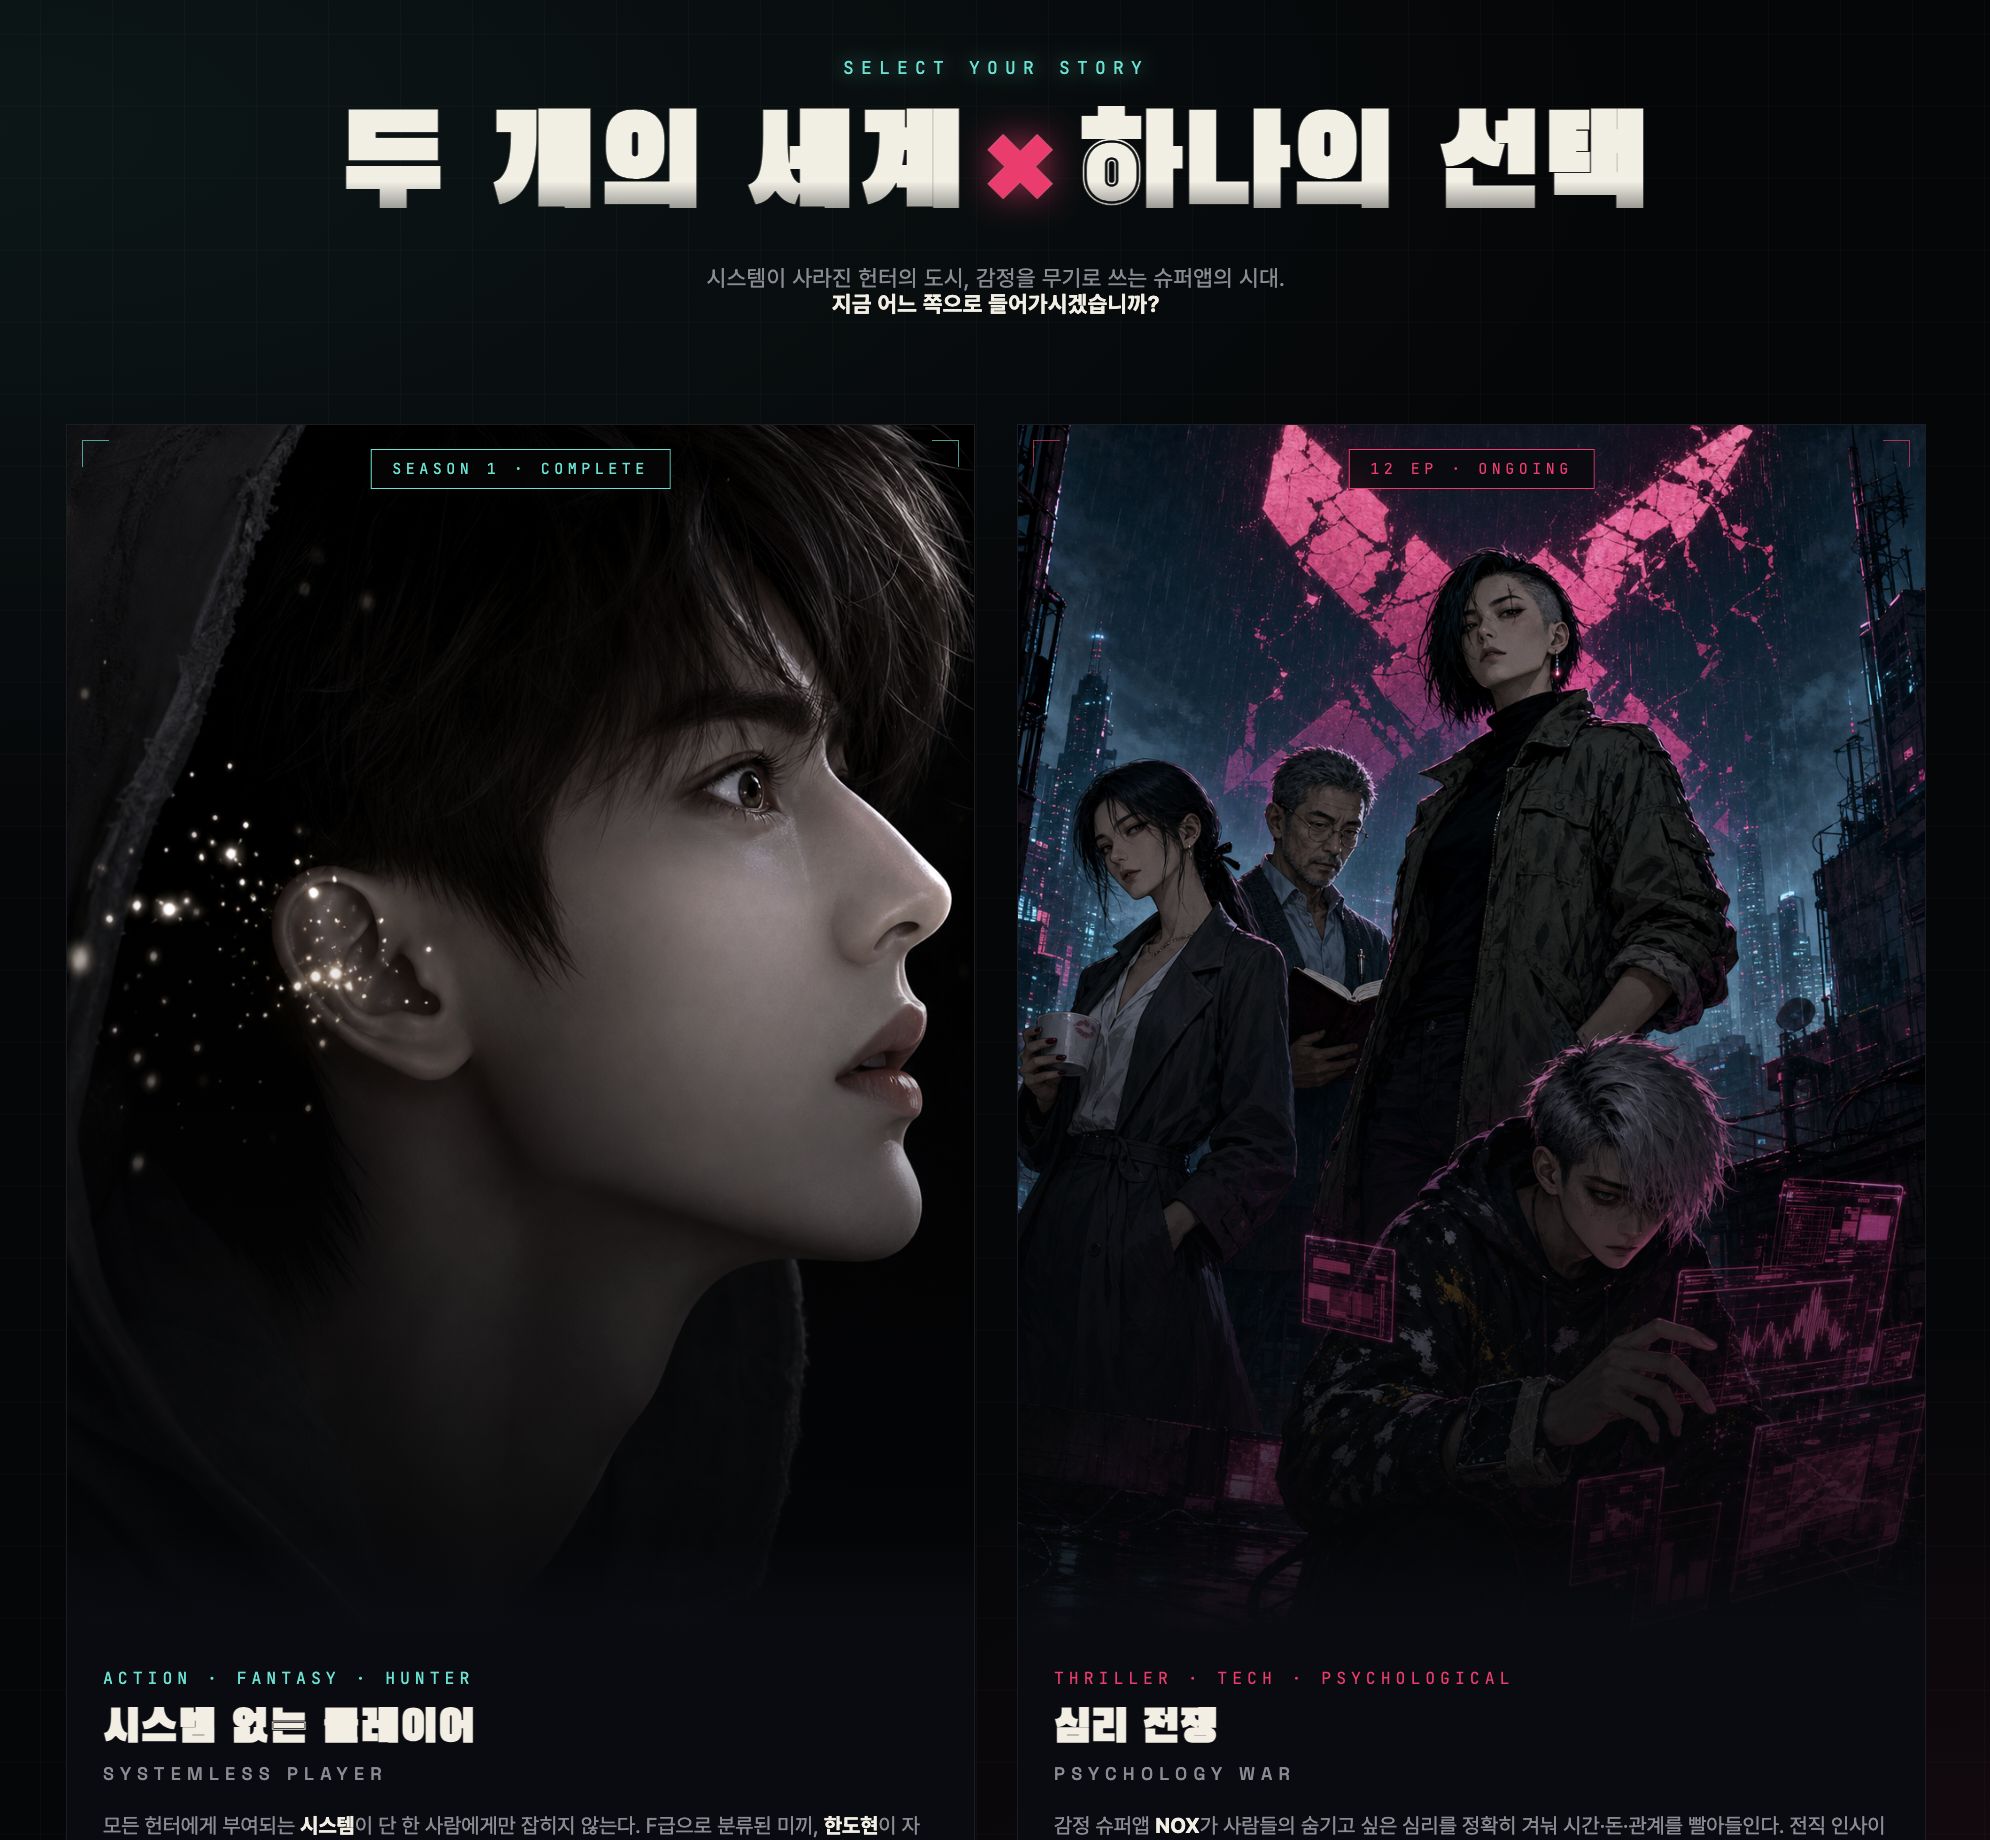 SELECT YOUR STORY
두 개의 세계 × 하나의 선택
시스템이 사라진 헌터의 도시, 감정을 무기로 쓰는 슈퍼앱의 시대.
지금 어느 쪽으로 들어가시겠습니까?
SEASON 1 · COMPLETE
ACTION · FANTASY · HUNTER
시스템 없는 플레이어
SYSTEMLESS PLAYER
모든 헌터에게 부여되는 시스템이 단 한 사람에게만 잡히지 않는다. F급으로 분류된 미끼, 한도현이 자
12 EP · ONGOING
THRILLER · TECH · PSYCHOLOGICAL
심리 전쟁
PSYCHOLOGY WAR
감정 슈퍼앱 NOX가 사람들의 숨기고 싶은 심리를 정확히 겨눠 시간·돈·관계를 빨아들인다. 전직 인사이